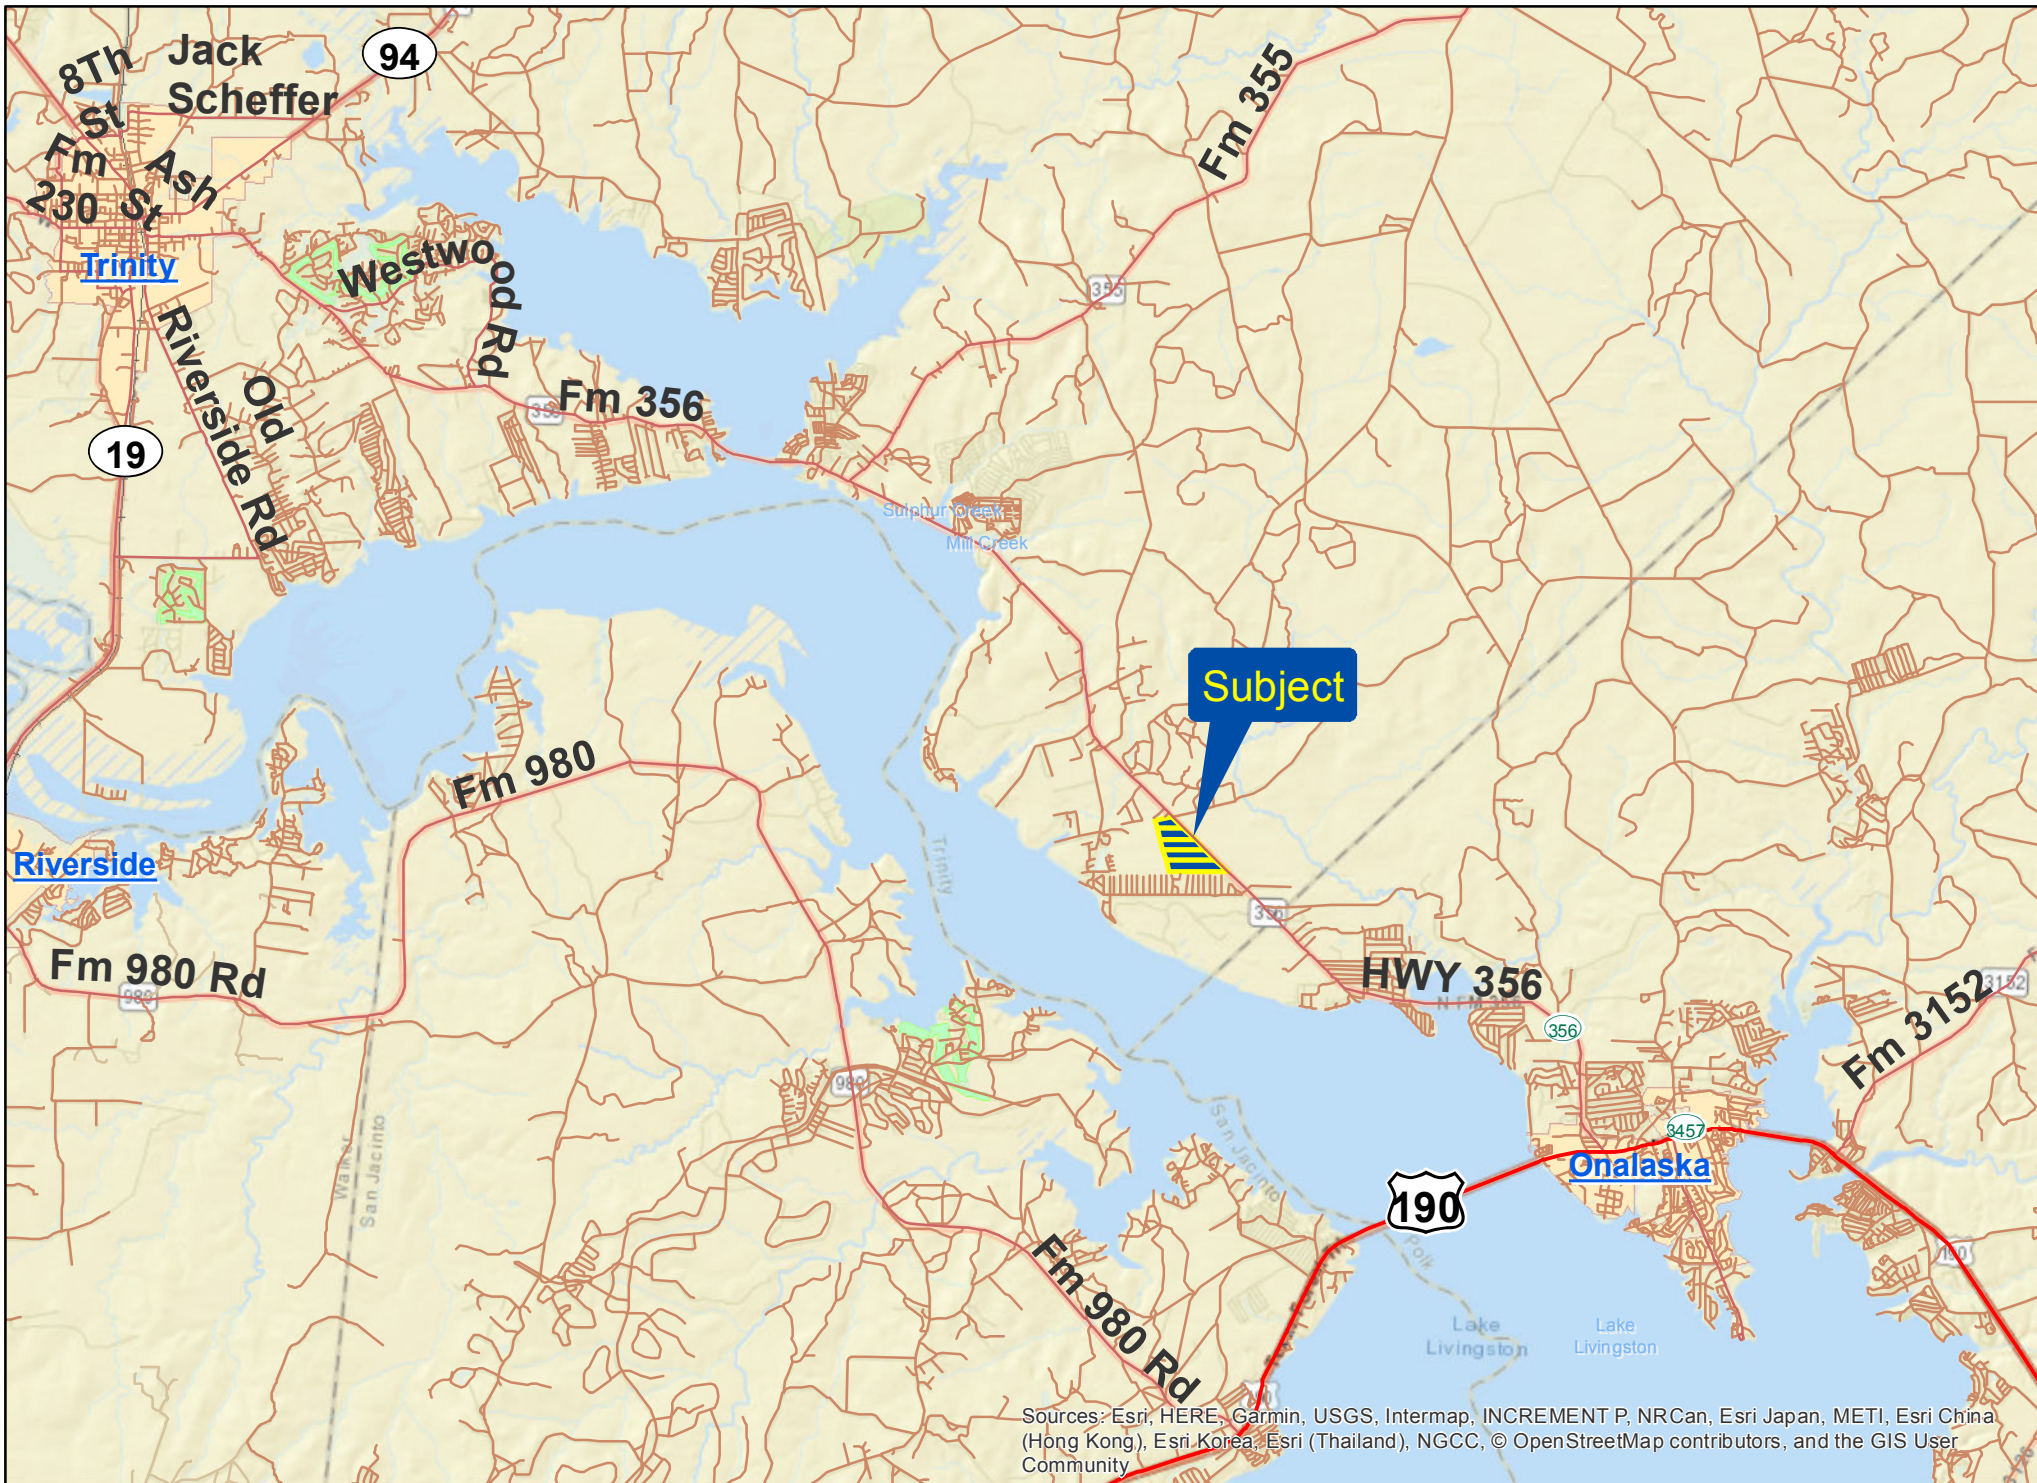 Jack
Scheffer
94
8Th
St
Fm
230
Ash
St
Trinity
Westwood Rd
Fm 355
355
Riverside Rd
Old
19
Fm 356
Sulphur Creek
Mill Creek
Subject
Fm 980
Riverside
Trinity
356
Fm 980 Rd
980
HWY 356
N FM 356
356
3152
Fm 3152
980
3457
Onalaska
Walker
San Jacinto
San Jacinto
Polk
190
190
Fm 980 Rd
Lake
Livingston
Lake
Livingston
Sources: Esri, HERE, Garmin, USGS, Intermap, INCREMENT P, NRCan, Esri Japan, METI, Esri China
(Hong Kong), Esri Korea, Esri (Thailand), NGCC, © OpenStreetMap contributors, and the GIS User
Community